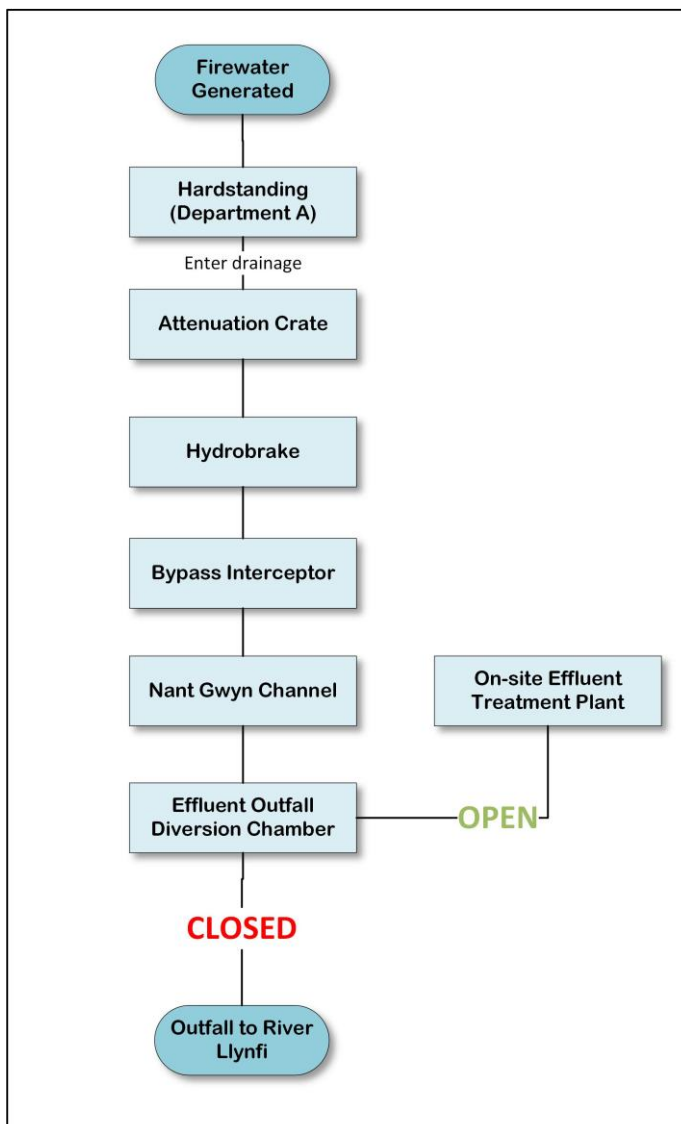 Firewater
Generated
Hardstanding
(Department A)
Enter drainage
Attenuation Crate
Hydrobrake
Bypass Interceptor
Nant Gwyn Channel
On-site Effluent
Treatment Plant
Effluent Outfall
Diversion Chamber
OPEN
CLOSED
Outfall to River
Llynfi